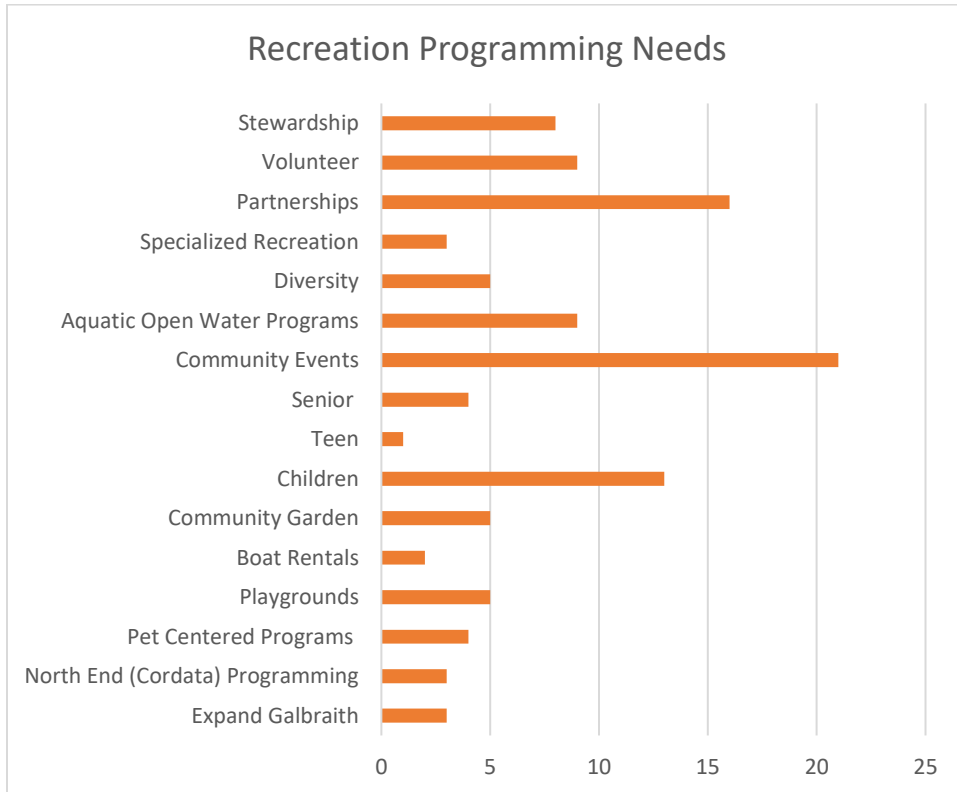 Recreation Programming Needs
Stewardship
Volunteer
Partnerships
Specialized Recreation
Diversity
Aquatic Open Water Programs
Community Events
Senior
Teen
Children
Community Garden
Boat Rentals
Playgrounds
Pet Centered Programs
North End (Cordata) Programming
Expand Galbraith
0 5 10 15 20 25